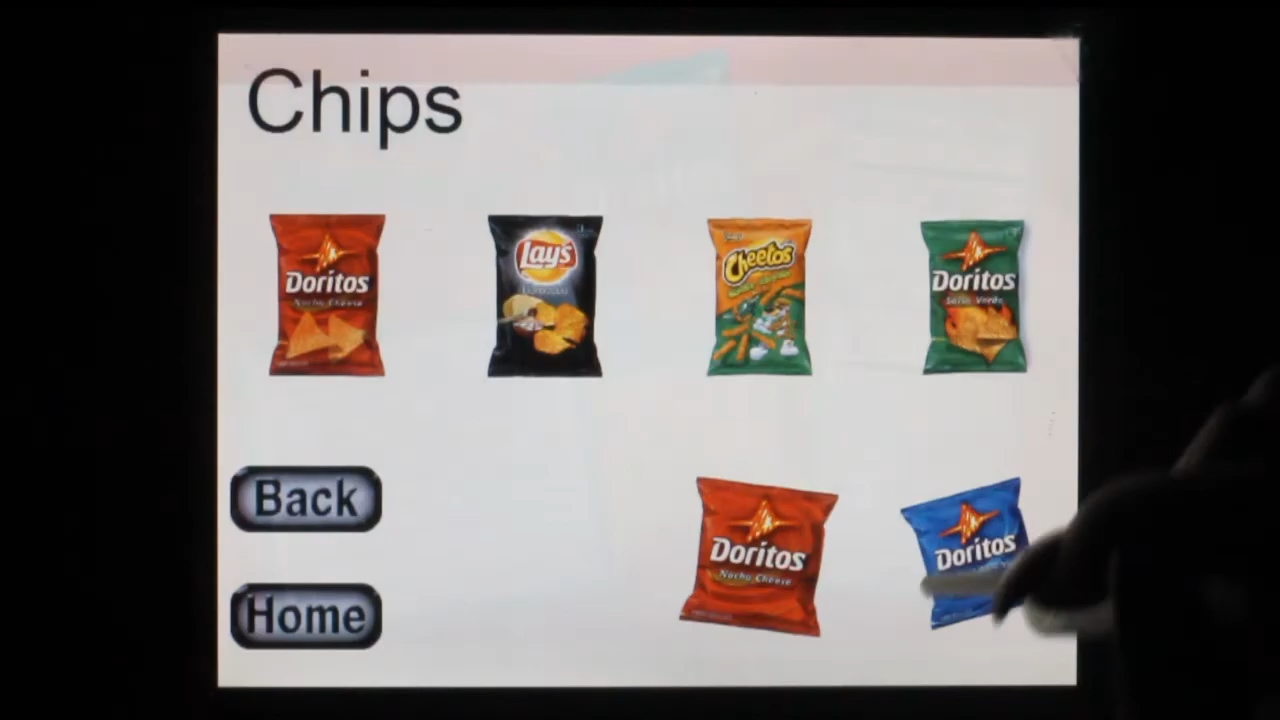 Chips
Doritos
Nacho Cheese
Lay's
Cheetos
Doritos
Salsa Verde
Back
Doritos
Nacho Cheese
Doritos
Home